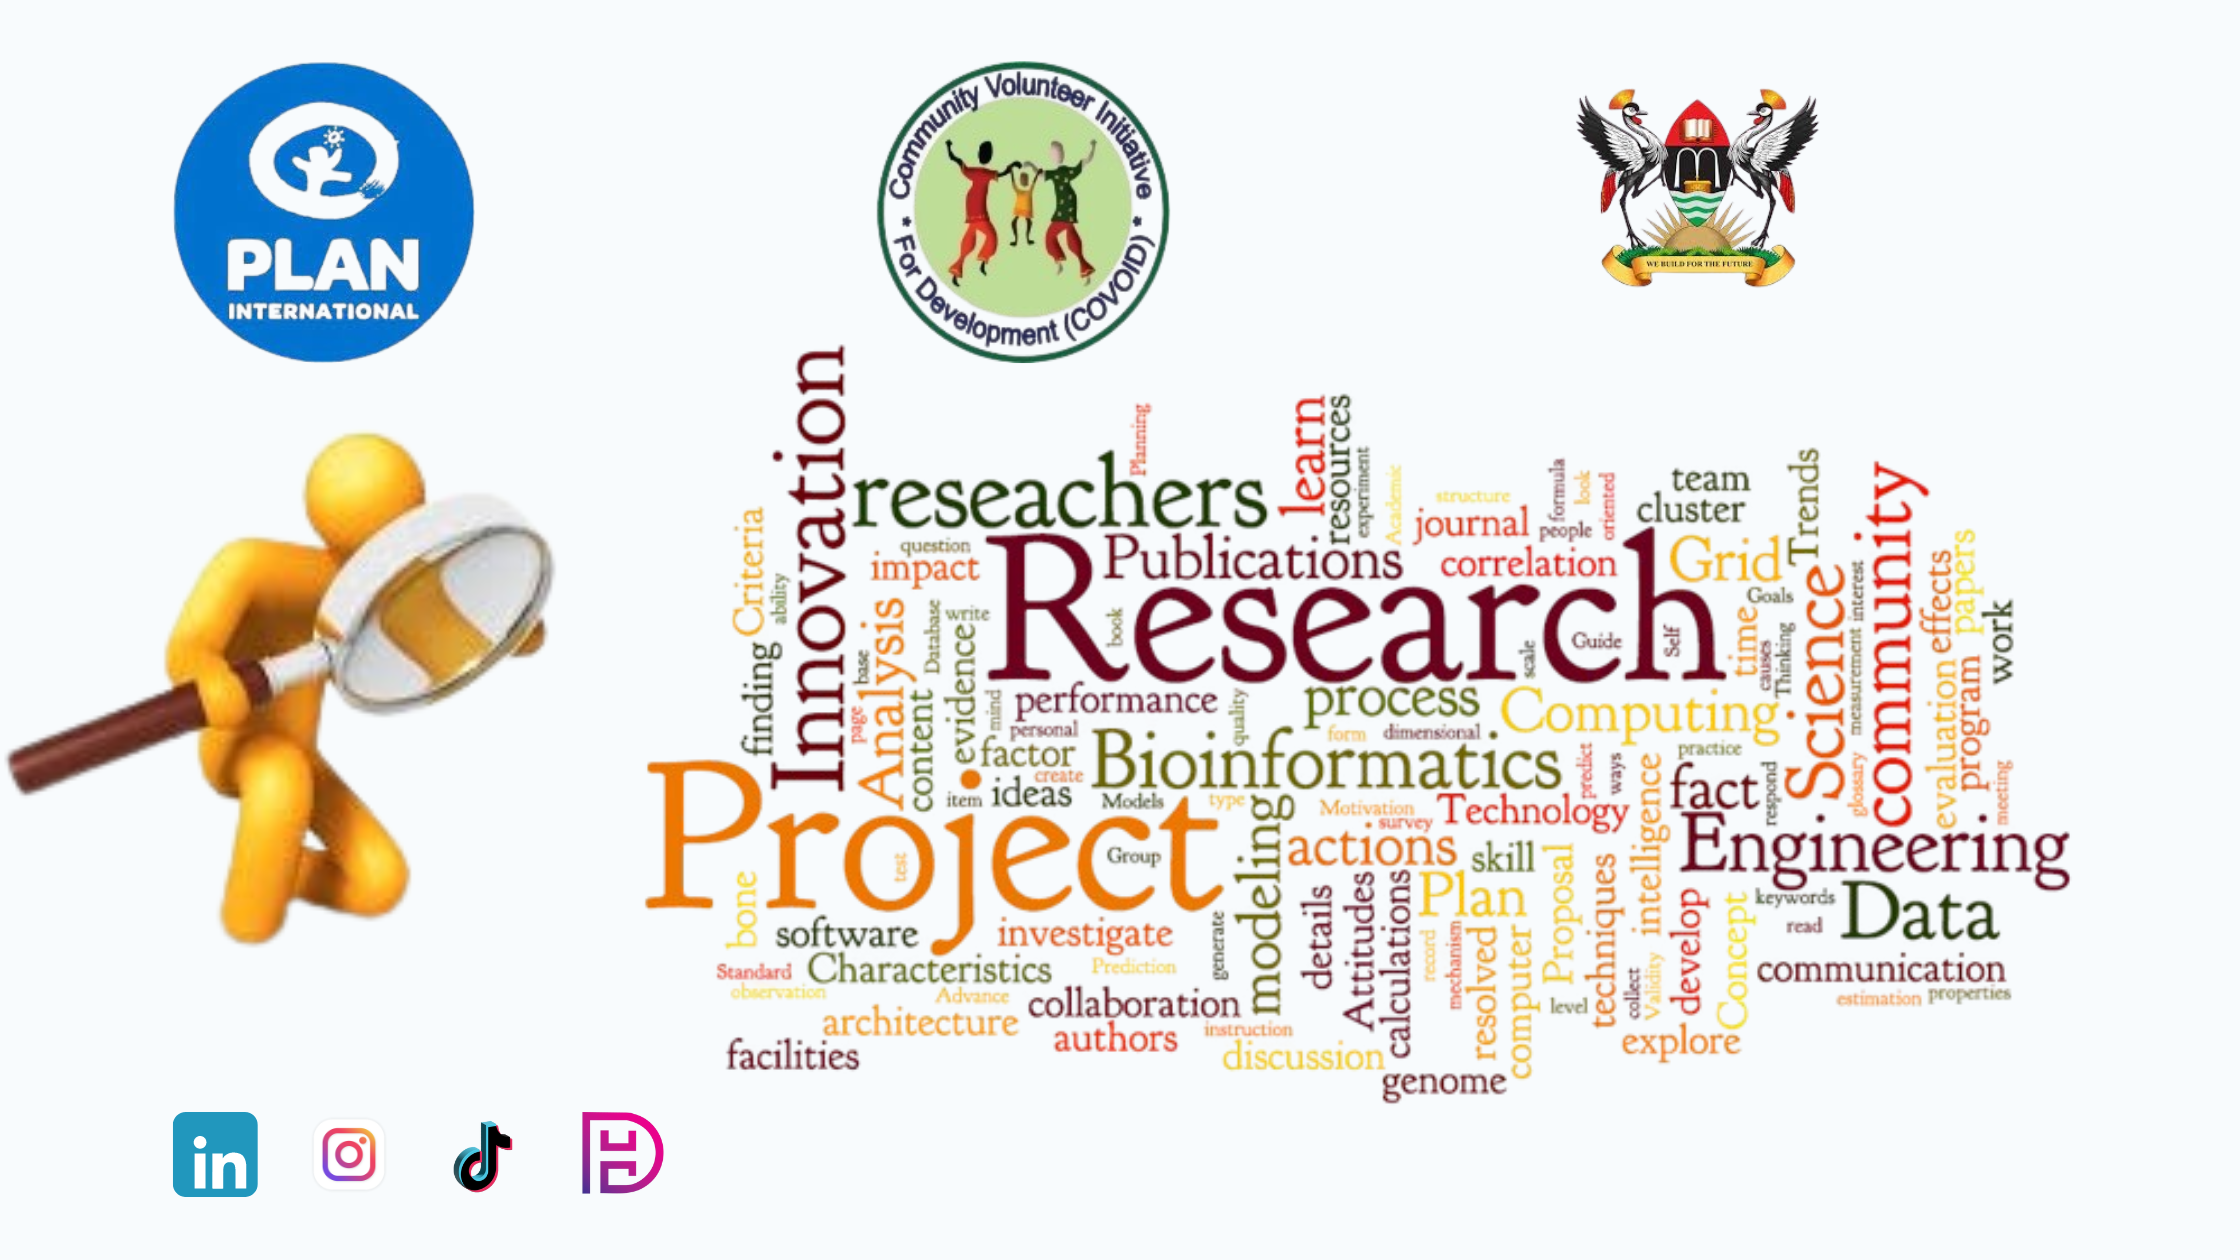 PLAN
INTERNATIONAL
Community Volunteer Initiative
* For Development (COVOID) *
WE BUILD FOR THE FUTURE
Innovation
Planning
reseachers
learn
resources
experiment
Academic
structure
formula
look
oriented
journal
people
team
cluster
Trends
community
Criteria
ability
question
impact
Publications
correlation
Grid
Goals
Research
write
Database
book
scale
Guide
Self
time
causes
Thinking
Science
interest
measurement
effects
papers
work
finding
base
page
Analysis
content
evidence
mind
performance
personal
quality
process
form
dimensional
Computing
practice
evaluation
program
meeting
glossary
factor
create
item
ideas
Models
Bioinformatics
type
Motivation
survey
Technology
predict
ways
intelligence
fact
respond
Project
test
Group
modeling
actions
skill
Engineering
bone
software
investigate
generate
details
Attitudes
calculations
Plan
Proposal
techniques
develop
Concept
keywords
read
Data
Standard
Characteristics
Prediction
observation
Advance
collaboration
record
mechanism
resolved
computer
level
collect
Validity
communication
estimation
properties
architecture
authors
instruction
discussion
explore
facilities
genome
in